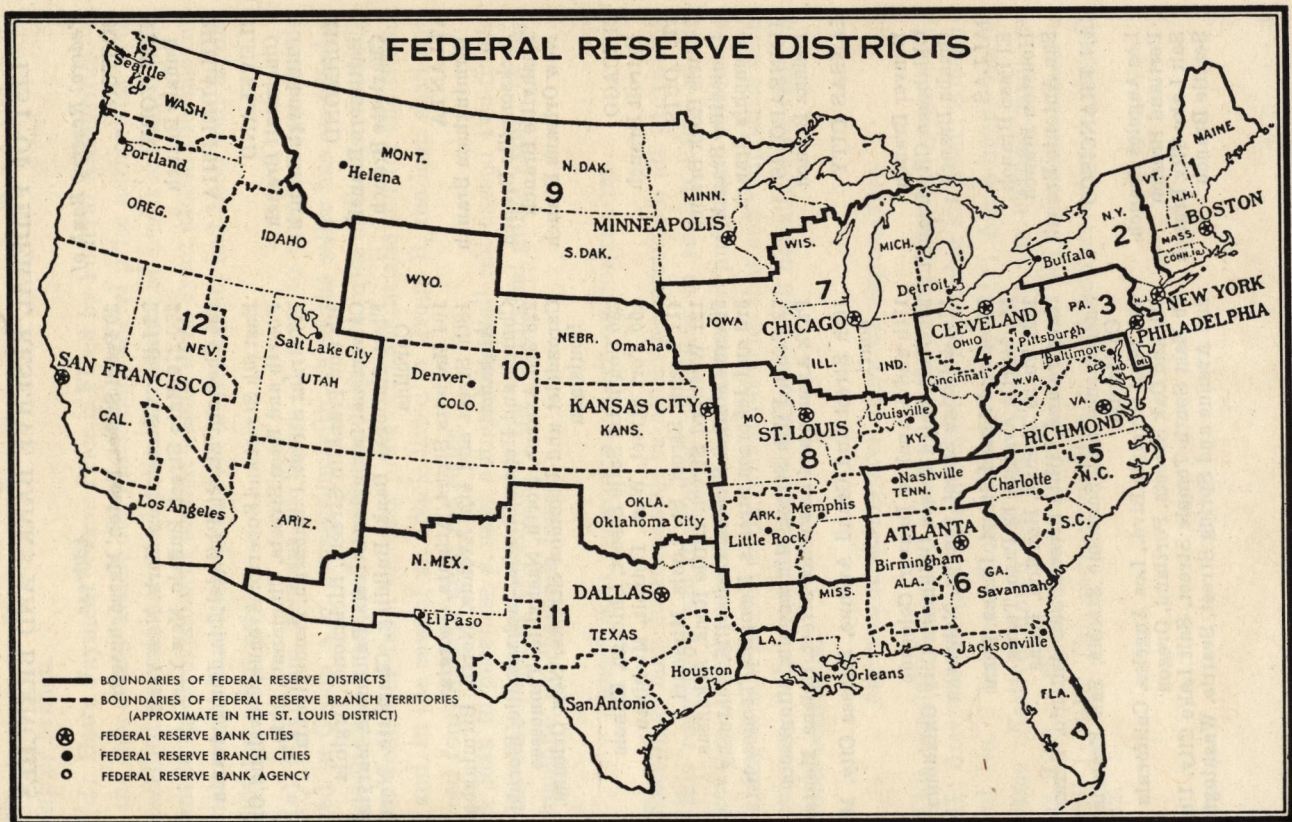 FEDERAL RESERVE DISTRICTS
Seattle
WASH.
Portland
OREG.
MONT.
Helena
IDAHO
WYO.
N. DAK.
9
S. DAK.
MINN.
MINNEAPOLIS
WIS.
MICH.
7
Detroit
IOWA
CHICAGO
ILL.
IND.
MAINE
VT.
1
N.H.
BOSTON
MASS.
CONN.
N.Y.
2
Buffalo
NEW YORK
N.J.
PA.
3
PHILADELPHIA
DEL.
CLEVELAND
OHIO
4
Pittsburgh
Cincinnati
Baltimore
D.C.
MD.
W.VA.
VA.
RICHMOND
5
N.C.
Charlotte
S.C.
12
NEV.
SAN FRANCISCO
CAL.
Salt Lake City
UTAH
Los Angeles
ARIZ.
NEBR.
Omaha
10
Denver
COLO.
KANSAS CITY
KANS.
OKLA.
Oklahoma City
N. MEX.
El Paso
MO.
ST. LOUIS
8
Louisville
KY.
ARK.
Little Rock
Memphis
Nashville
TENN.
ATLANTA
Birmingham
ALA.
6
GA.
Savannah
MISS.
LA.
New Orleans
Jacksonville
FLA.
DALLAS
11
TEXAS
Houston
San Antonio
BOUNDARIES OF FEDERAL RESERVE DISTRICTS
BOUNDARIES OF FEDERAL RESERVE BRANCH TERRITORIES
(APPROXIMATE IN THE ST. LOUIS DISTRICT)
FEDERAL RESERVE BANK CITIES
FEDERAL RESERVE BRANCH CITIES
FEDERAL RESERVE BANK AGENCY